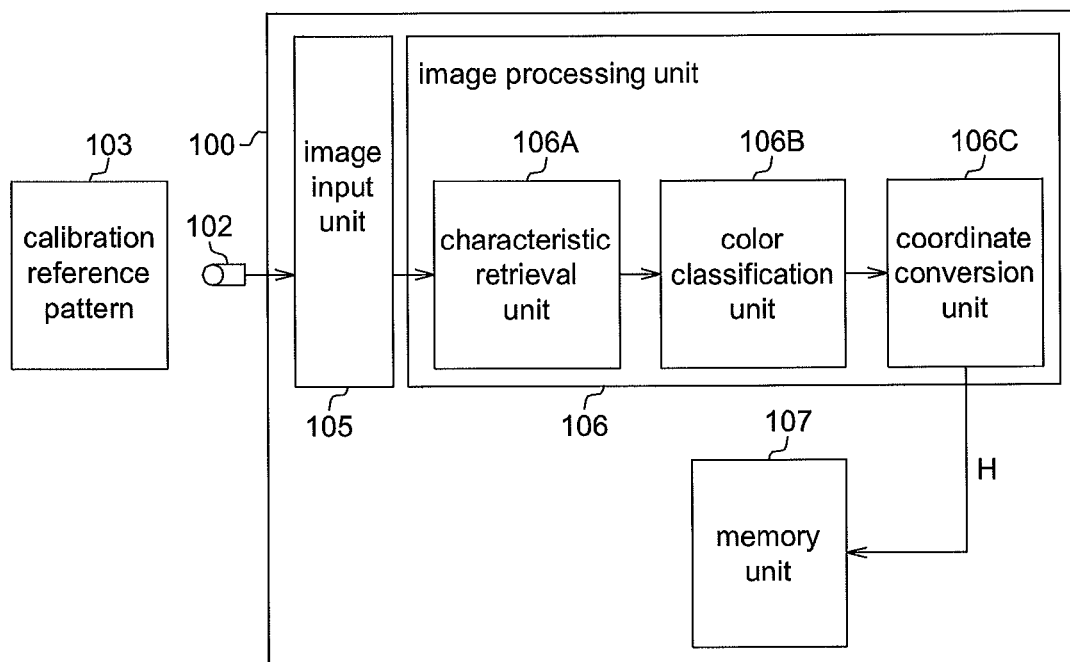 image processing unit
103
100
image
input
unit
106A
106B
106C
102
calibration
reference
pattern
characteristic
retrieval
unit
color
classification
unit
coordinate
conversion
unit
105
106
107
H
memory
unit